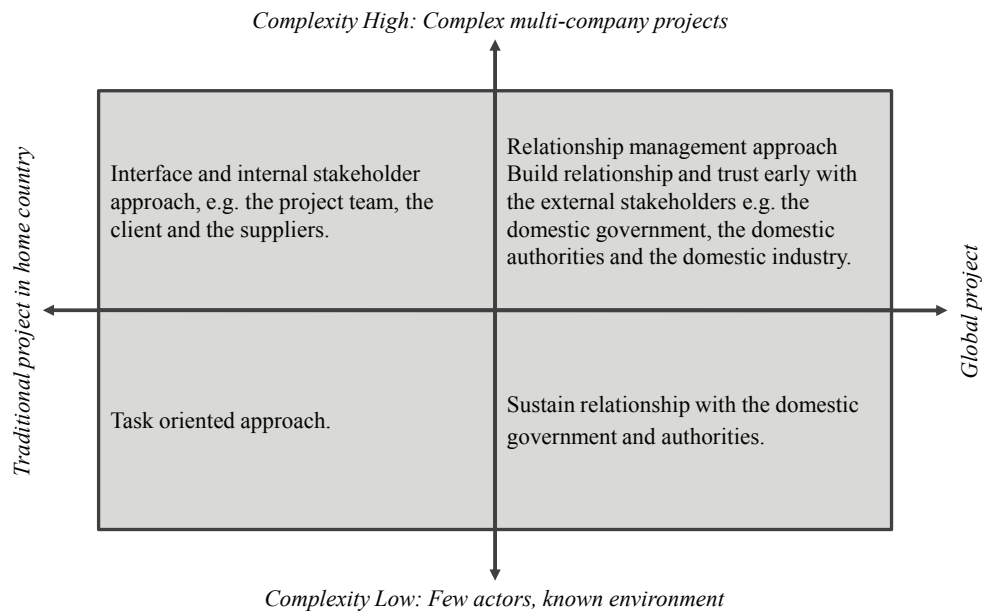 Complexity High: Complex multi-company projects
Traditional project in home country
Interface and internal stakeholder
approach, e.g. the project team, the
client and the suppliers.
Relationship management approach
Build relationship and trust early with
the external stakeholders e.g. the
domestic government, the domestic
authorities and the domestic industry.
Global project
Task oriented approach.
Sustain relationship with the domestic
government and authorities.
Complexity Low: Few actors, known environment